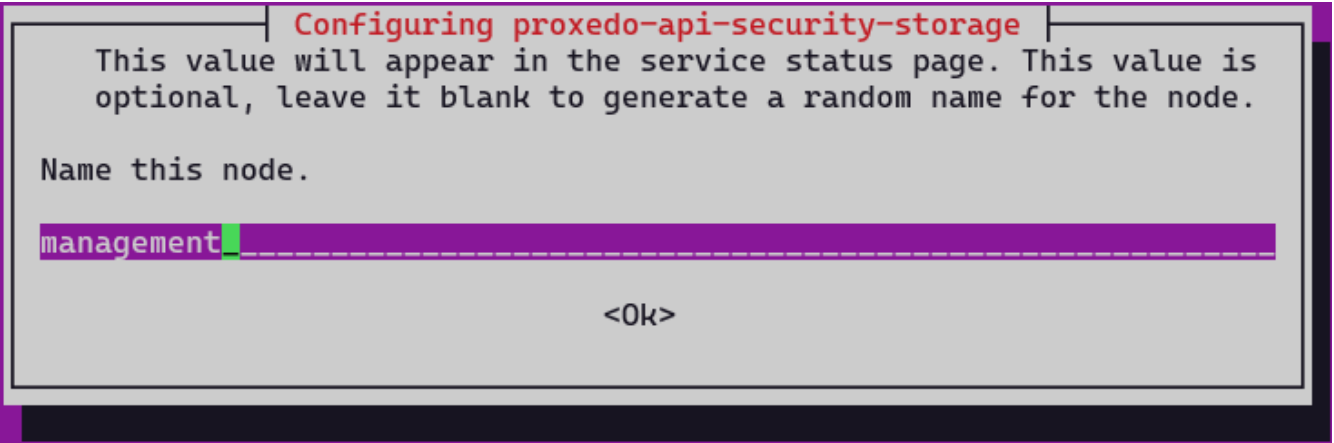 Configuring proxedo-api-security-storage
This value will appear in the service status page. This value is
optional, leave it blank to generate a random name for the node.
Name this node.
management_________________________________________________________
<Ok>